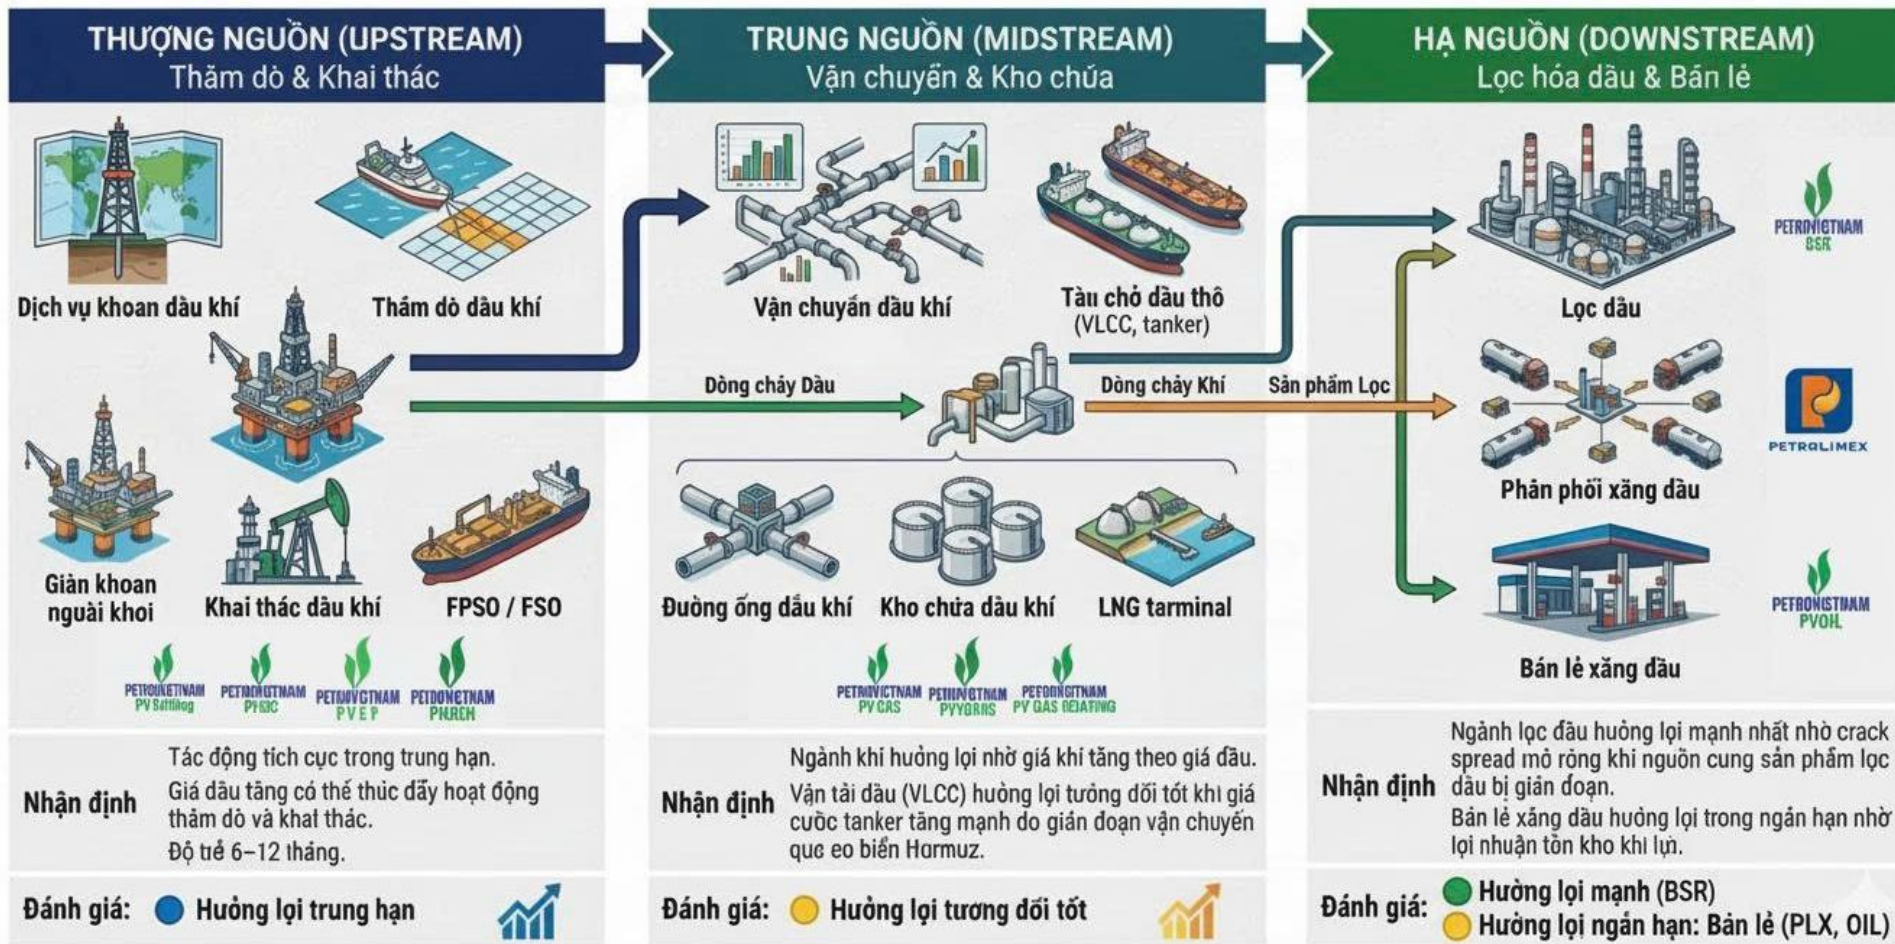 THƯỢNG NGUỒN (UPSTREAM)
Thăm dò & Khai thác
TRUNG NGUỒN (MIDSTREAM)
Vận chuyển & Kho chúa
HẠ NGUỒN (DOWNSTREAM)
Lọc hóa dầu & Bán lẻ
Dịch vụ khoan dầu khí
Thăm dò dầu khí
Giàn khoan
nguài khoi
Khai thác dầu khí
FPSO / FSO
PVEP
Vận chuyển dầu khí
Tàu chở dầu thô
(VLCC, tanker)
Dòng chảy Dầu
Dòng chảy Khí
Sản phẩm Lọc
Đuờng ống dầu khí
Kho chứa dầu khí
LNG tarminal
Lọc dầu
BSR
Phân phối xăng dầu
PETROLIMEX
Bán lẻ xăng dầu
Nhận định
Tác động tích cực trong trung hạn.
Giá dầu tăng có thể thúc đẩy hoạt động
thăm dò và khai thác.
Độ trễ 6–12 tháng.
Nhận định
Ngành khí hưởng lợi nhờ giá khí tăng theo giá dầu.
Vận tải dầu (VLCC) hưởng lợi tương đối tốt khi giá
cước tanker tăng mạnh do gián đoạn vận chuyển
qua eo biển Hormuz.
Nhận định
Ngành lọc dầu hưởng lợi mạnh nhất nhờ crack
spread mở rộng khi nguồn cung sản phẩm lọc
dầu bị gián đoạn.
Bán lẻ xăng dầu hưởng lợi trong ngắn hạn nhờ
lợi nhuận tồn kho khi
Đánh giá: Hưởng lợi trung hạn
Đánh giá: Hưởng lợi tương đối tốt
Đánh giá: Hưởng lợi mạnh (BSR)
Hưởng lợi ngắn hạn: Bán lẻ (PLX, OIL)